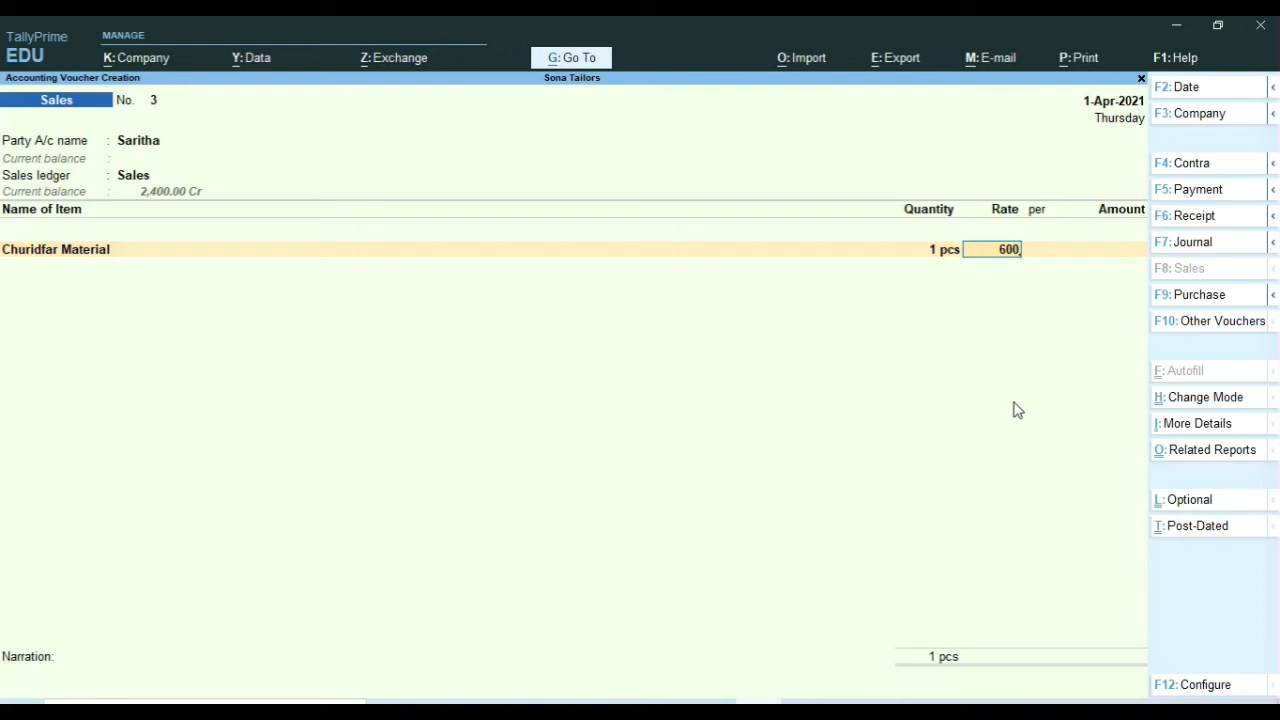 TallyPrime MANAGE
EDU K: Company Y: Data Z: Exchange G: Go To O: Import E: Export M: E-mail P: Print F1: Help
Accounting Voucher Creation Sona Tailors
Sales No. 3 1-Apr-2021
Thursday
Party A/c name : Saritha
Current balance :
Sales ledger : Sales
Current balance : 2,400.00 Cr
Name of Item Quantity Rate per Amount
Churidfar Material 1 pcs 600
Narration: 1 pcs
F2: Date
F3: Company
F4: Contra
F5: Payment
F6: Receipt
F7: Journal
F8: Sales
F9: Purchase
F10: Other Vouchers
F: Autofill
H: Change Mode
I: More Details
O: Related Reports
L: Optional
T: Post-Dated
F12: Configure